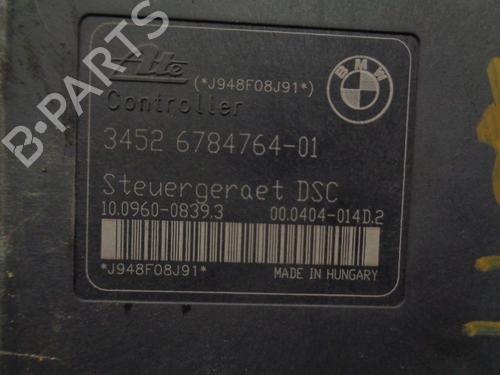 Ate (*J948F08J91*)
BMW
Controller
3452 6784764-01
Steuergeraet DSC
10.0960-0839.3 00.0404-014D.2
*J948F08J91* MADE IN HUNGARY